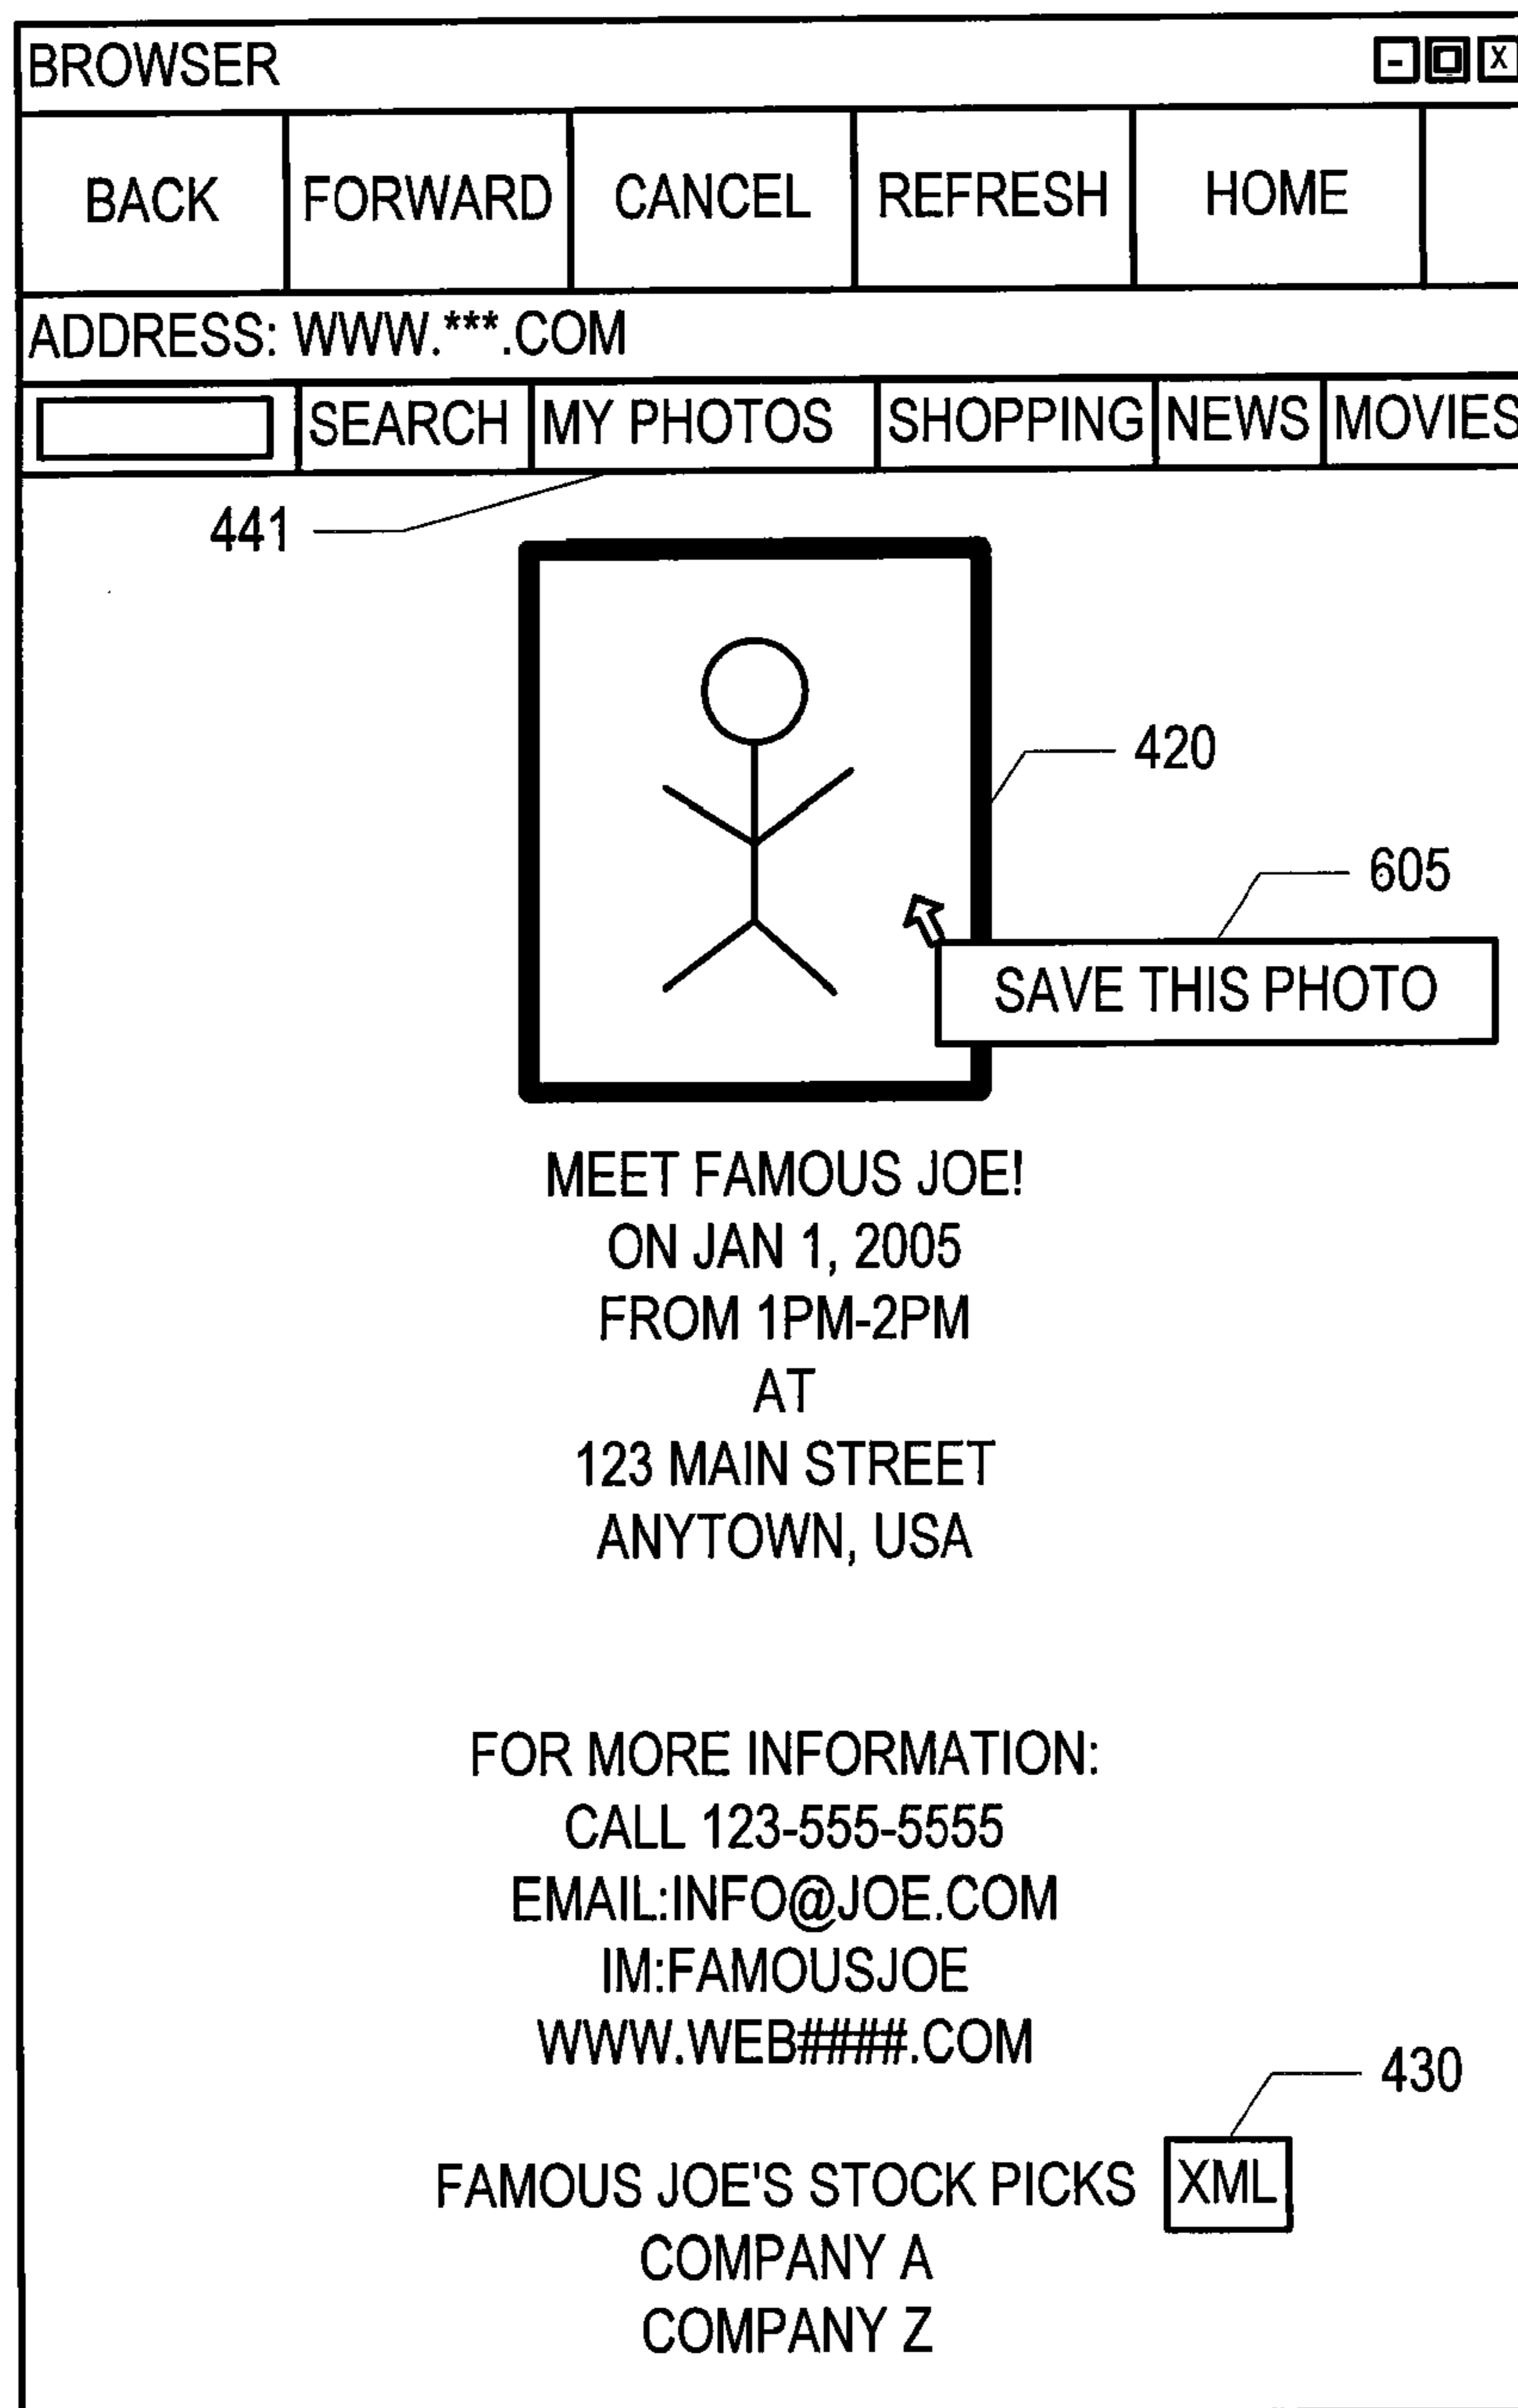 BROWSER - X
BACK FORWARD CANCEL REFRESH HOME
ADDRESS: WWW.***.COM
SEARCH MY PHOTOS SHOPPING NEWS MOVIES
441
420
605
SAVE THIS PHOTO
MEET FAMOUS JOE!
ON JAN 1, 2005
FROM 1PM-2PM
AT
123 MAIN STREET
ANYTOWN, USA
FOR MORE INFORMATION:
CALL 123-555-5555
EMAIL:INFO@JOE.COM
IM:FAMOUSJOE
WWW.WEB####.COM
430
FAMOUS JOE'S STOCK PICKS XML
COMPANY A
COMPANY Z